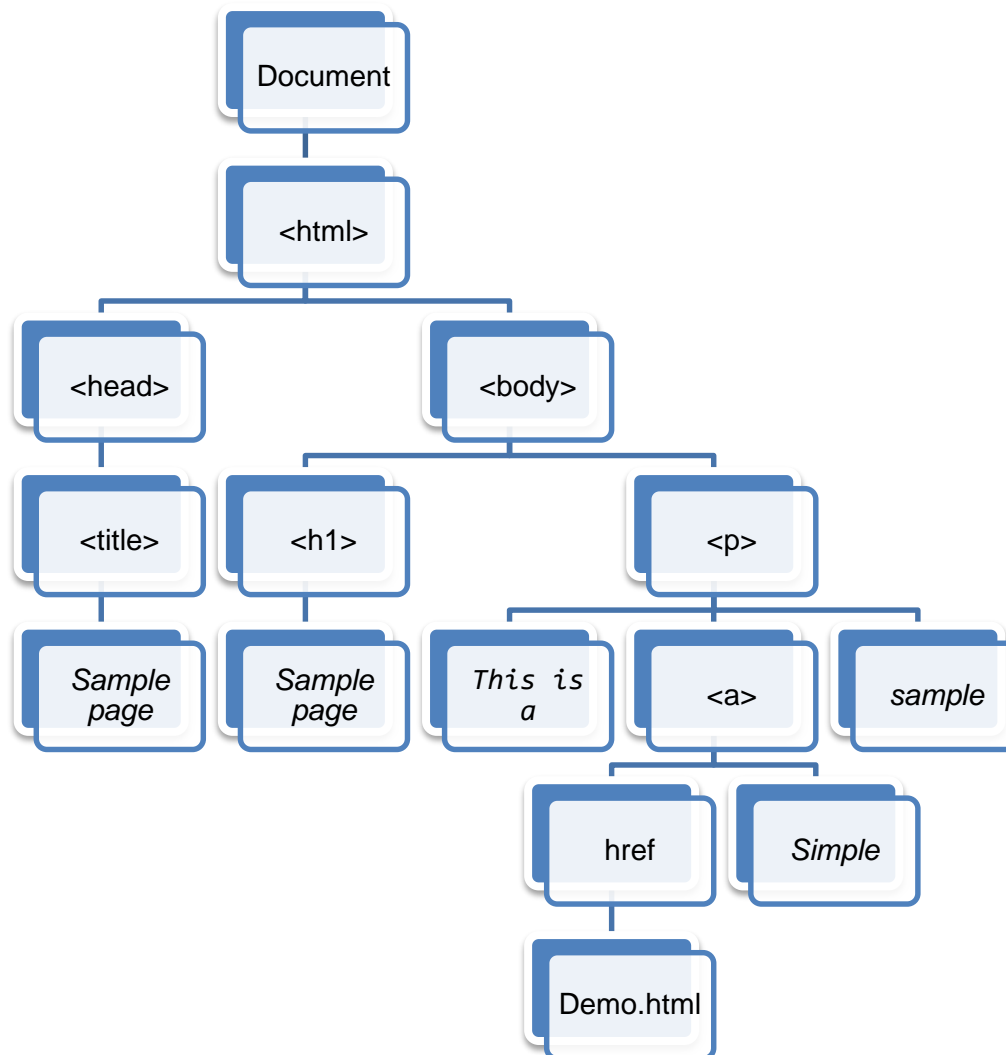 Document
<html>
<head>
<body>
<title>
<h1>
<p>
Sample
page
Sample
page
This is
a
<a>
sample
href
Simple
Demo.html